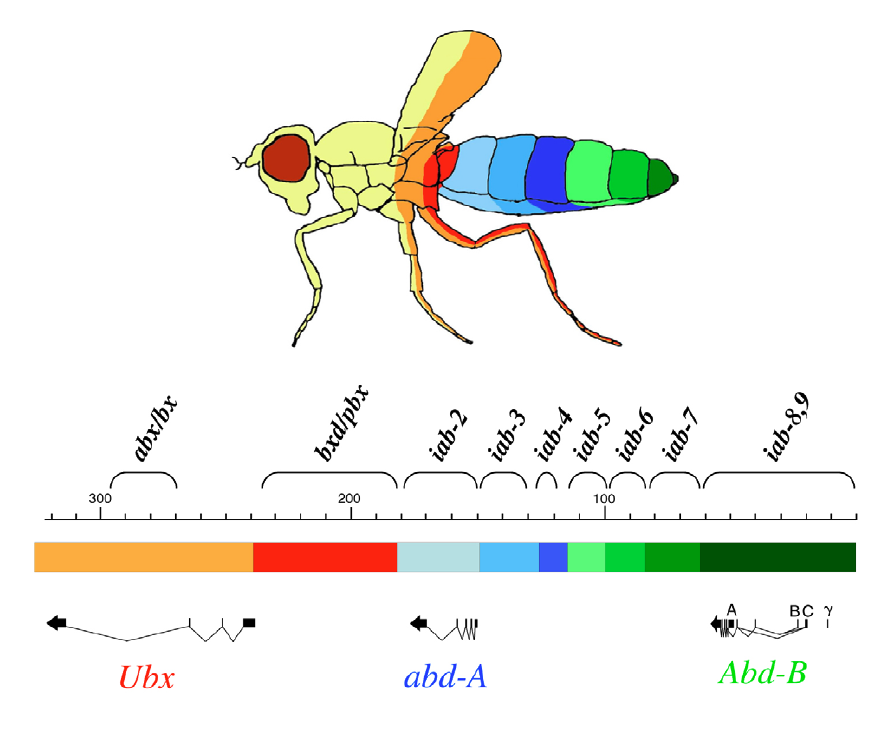 abx/bx bxd/pbx iab-2 iab-3 iab-4 iab-5 iab-6 iab-7 iab-8,9
300 200 100
A B C γ
Ubx abd-A Abd-B